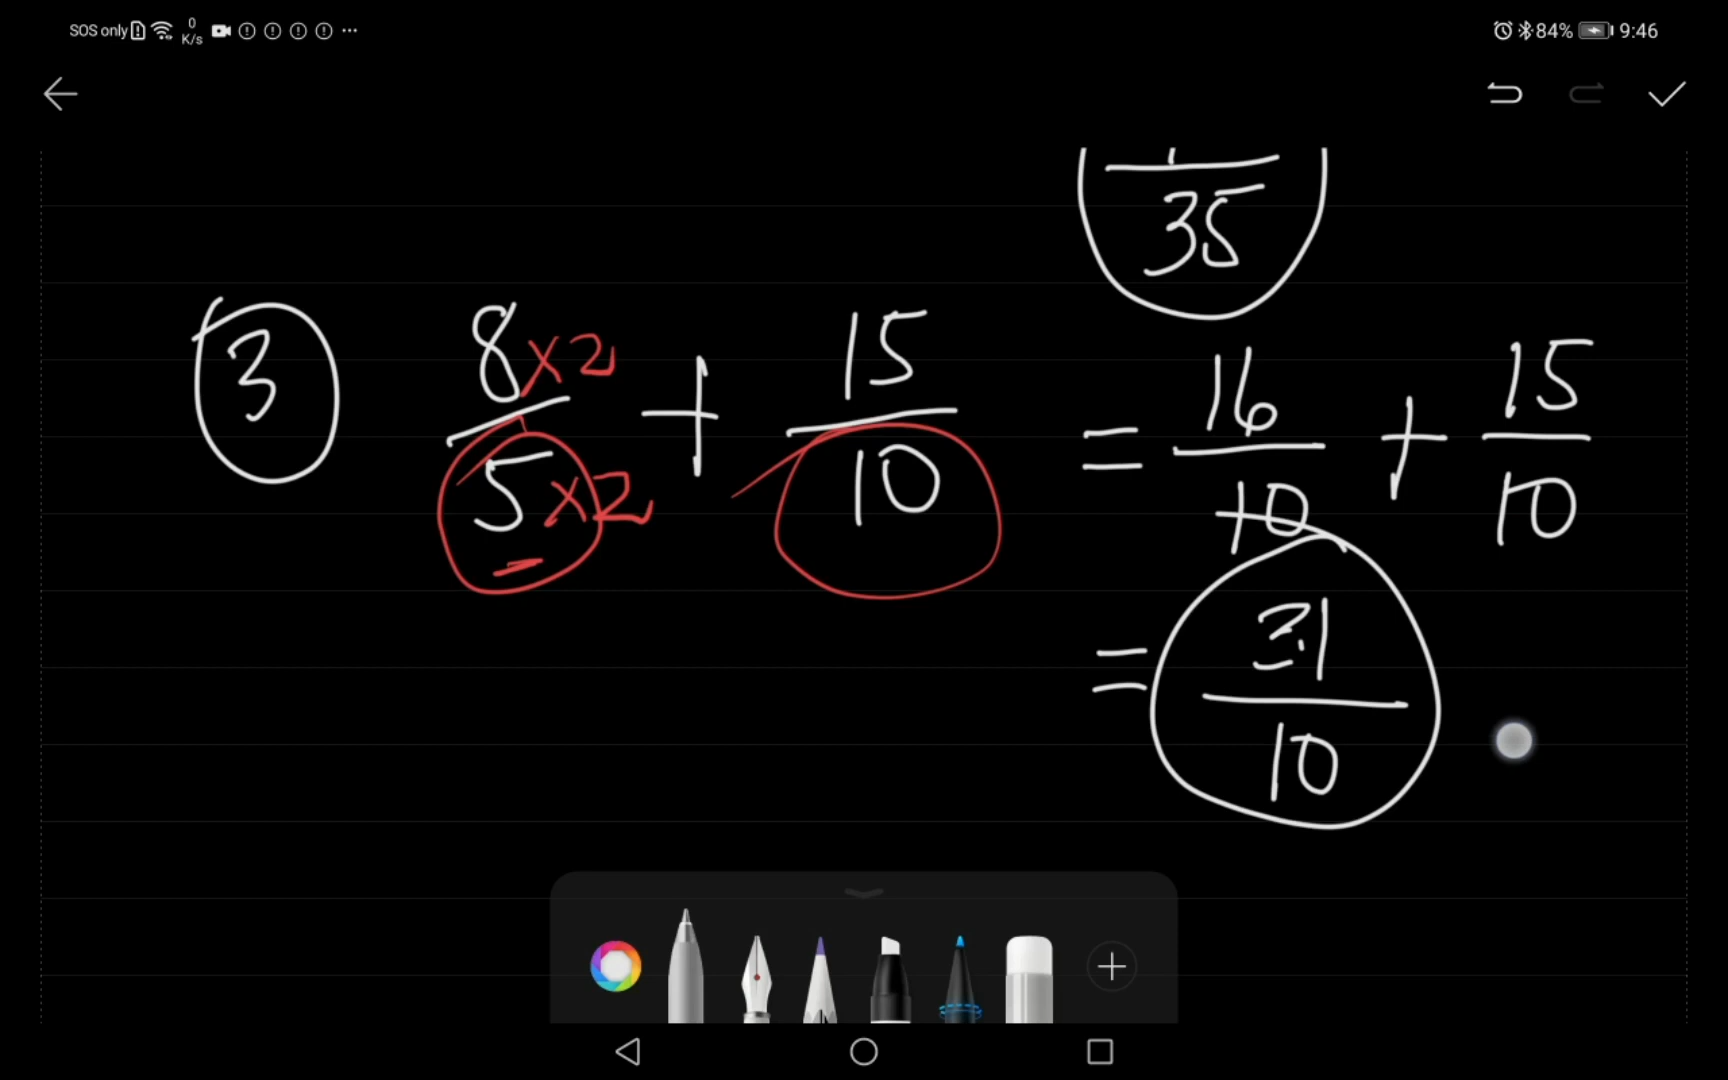 SOS only 0 K/s 84% 9:46
35
3 8×2/5×2 + 15/10 = 16/10 + 15/10
= 31/10